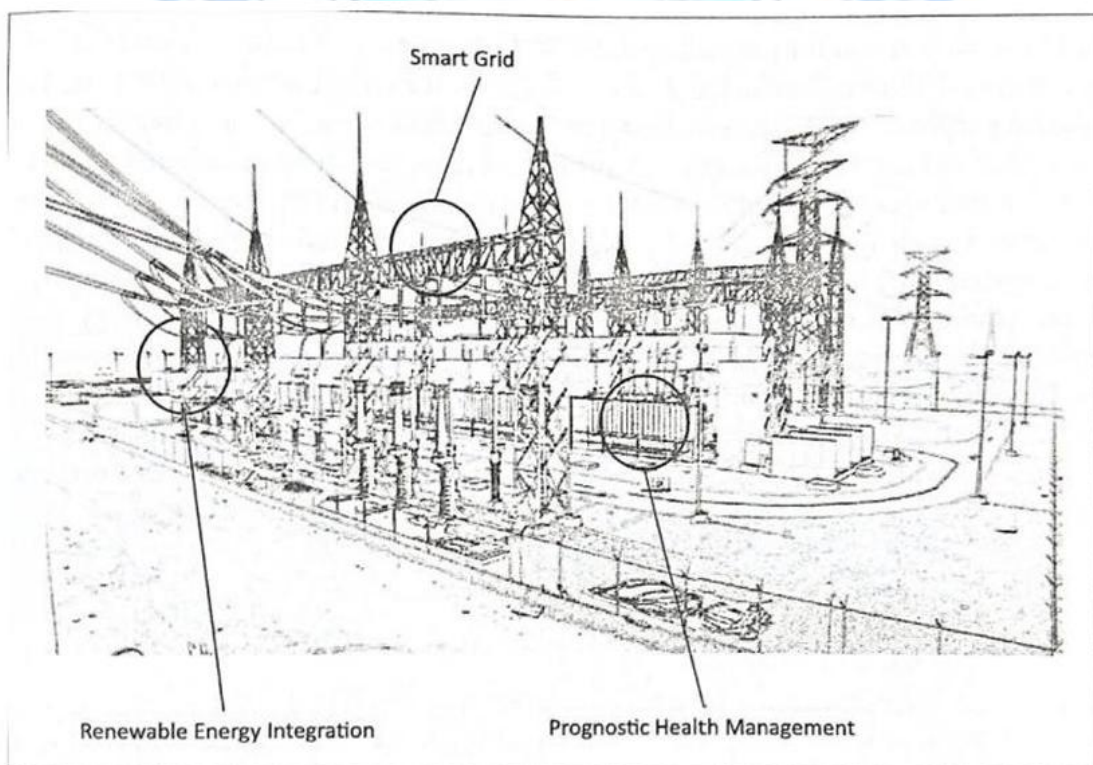 Smart Grid
Renewable Energy Integration
Prognostic Health Management